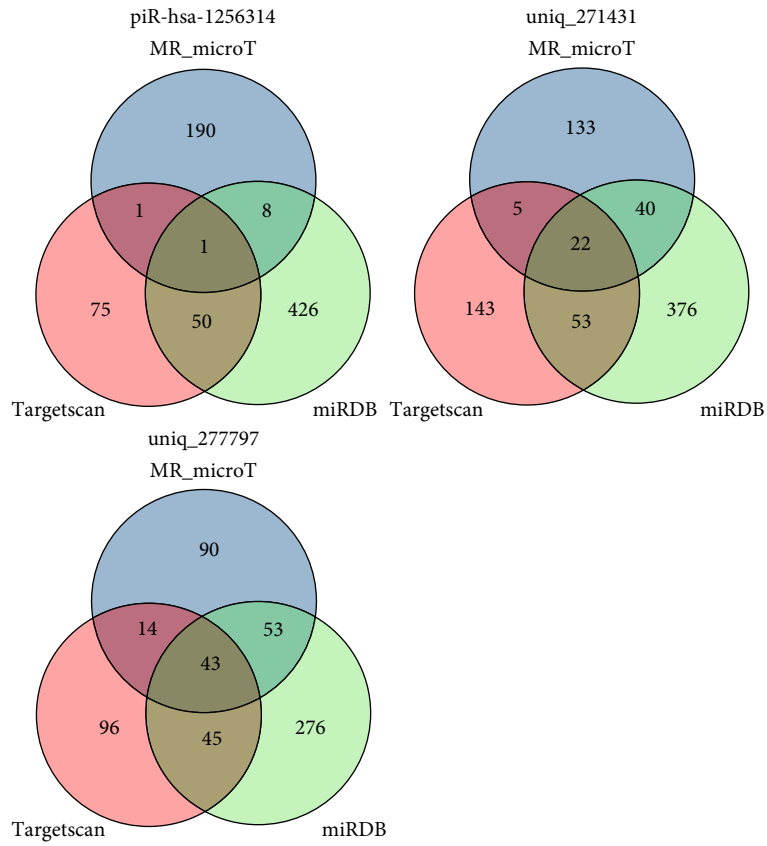 piR-hsa-1256314
MR_microT
190
1
8
1
75
50
426
Targetscan
miRDB
uniq_271431
MR_microT
133
5
40
22
143
53
376
Targetscan
miRDB
uniq_277797
MR_microT
90
14
53
43
96
45
276
Targetscan
miRDB